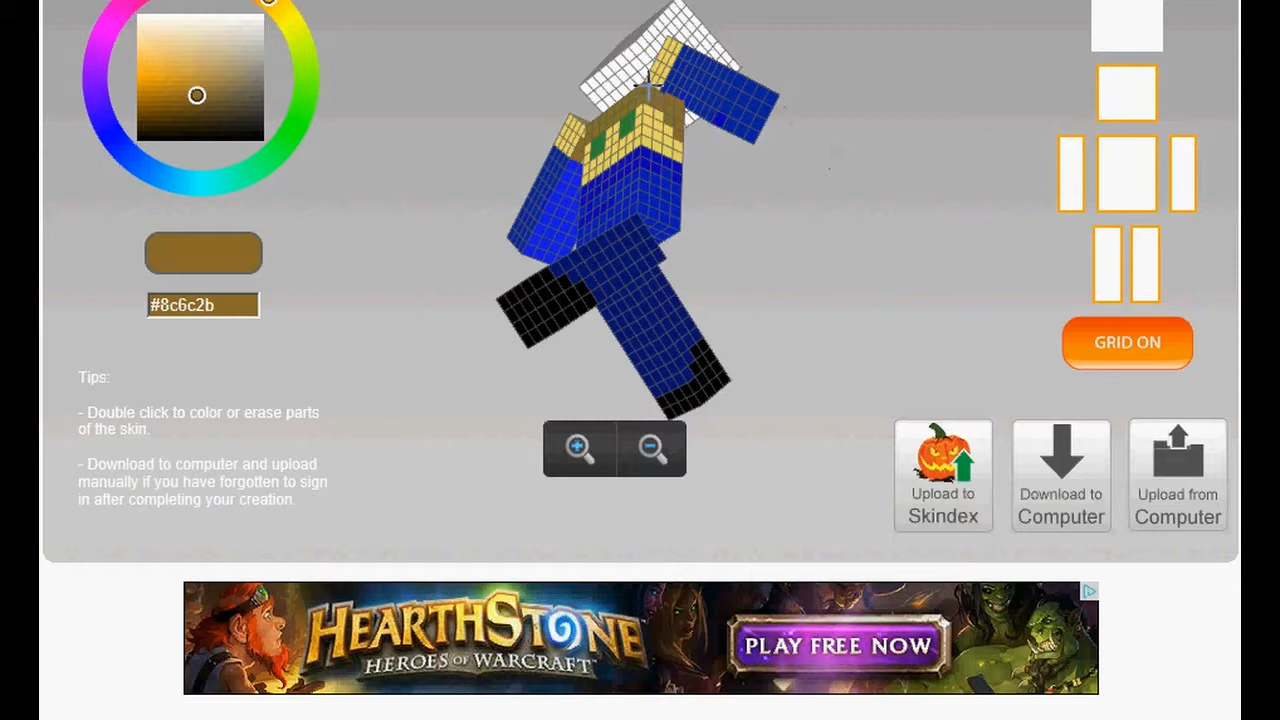 #8c6c2b
GRID ON
Tips:
- Double click to color or erase parts
of the skin.
- Download to computer and upload
manually if you have forgotten to sign
in after completing your creation.
Upload to
Skindex
Download to
Computer
Upload from
Computer
HEARTHSTONE
HEROES OF WARCRAFT™
PLAY FREE NOW